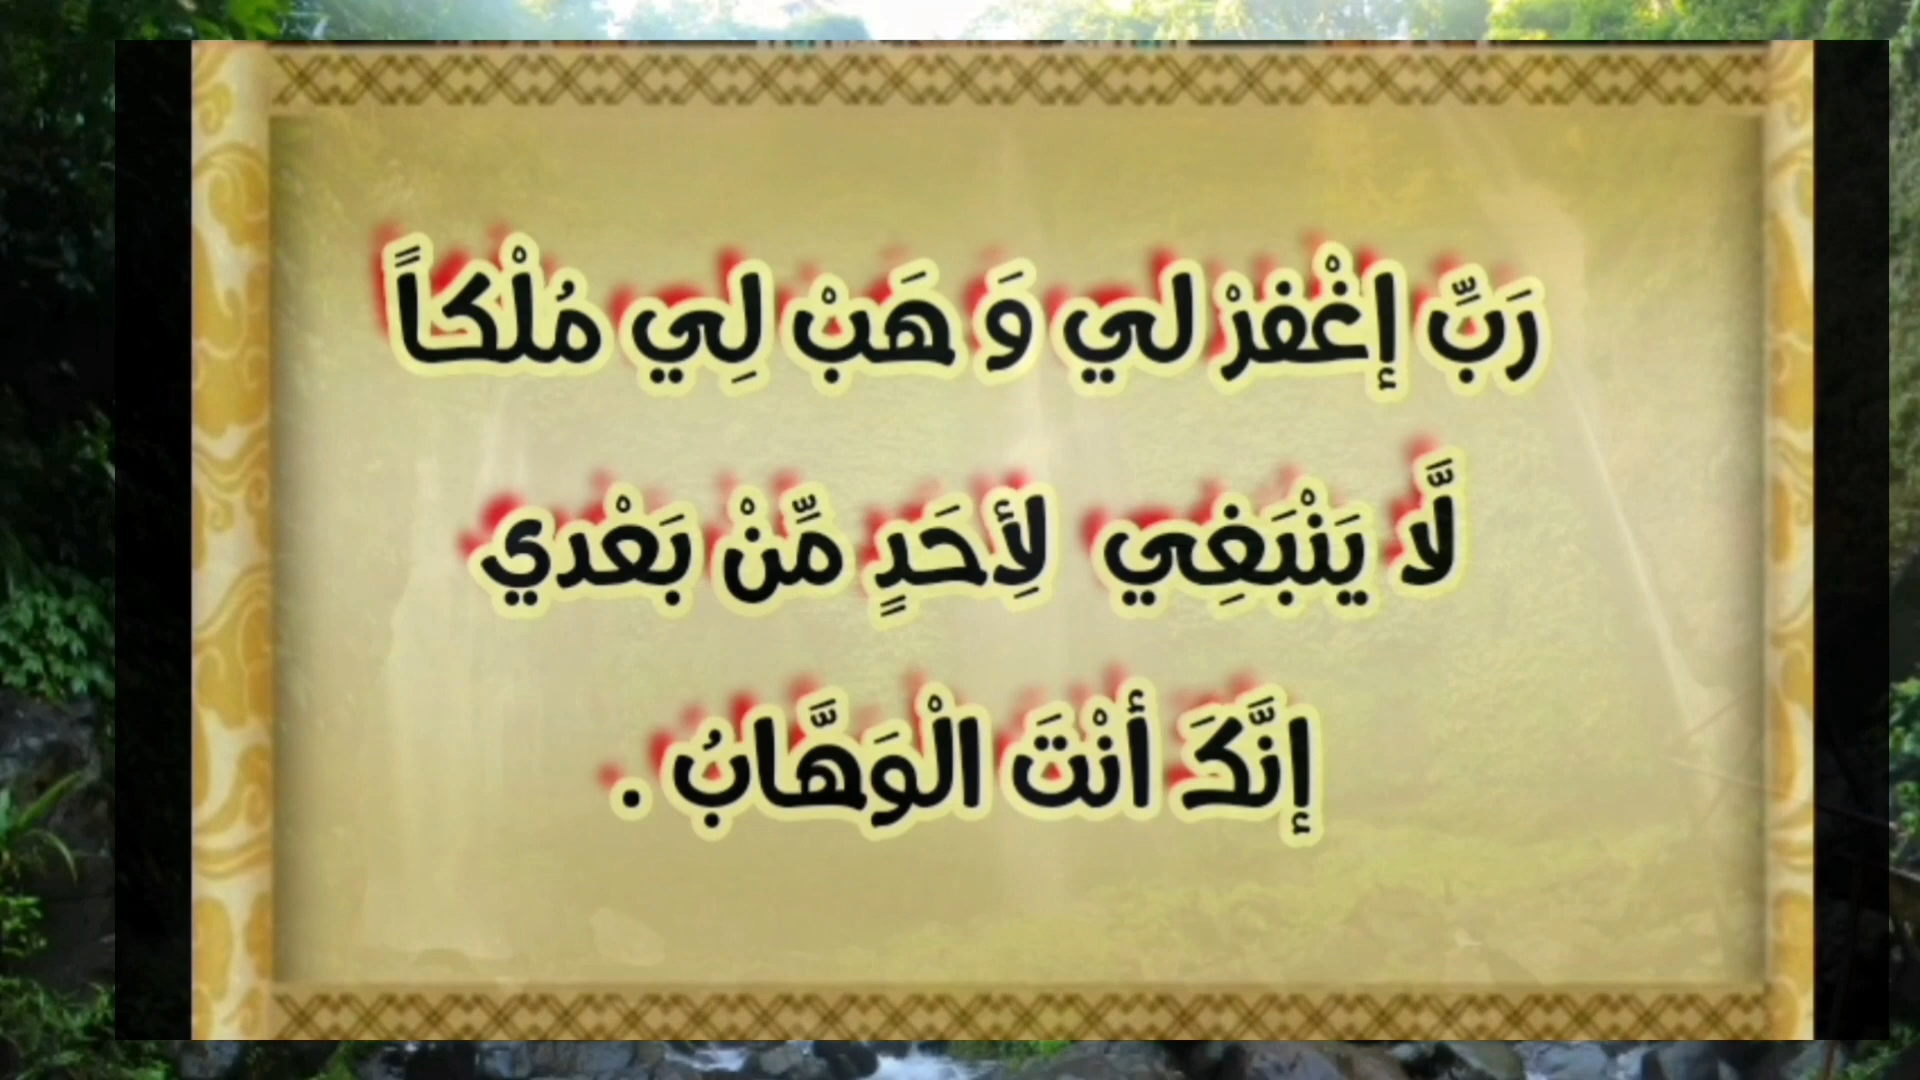 رَبِّ إغْفرْ لي وَ هَبْ لِي مُلْكاً
لَّا يَنْبَغِي لِأحَدٍ مِّنْ بَعْدي
إنَّكَ أنْتَ الْوَهَّابُ .